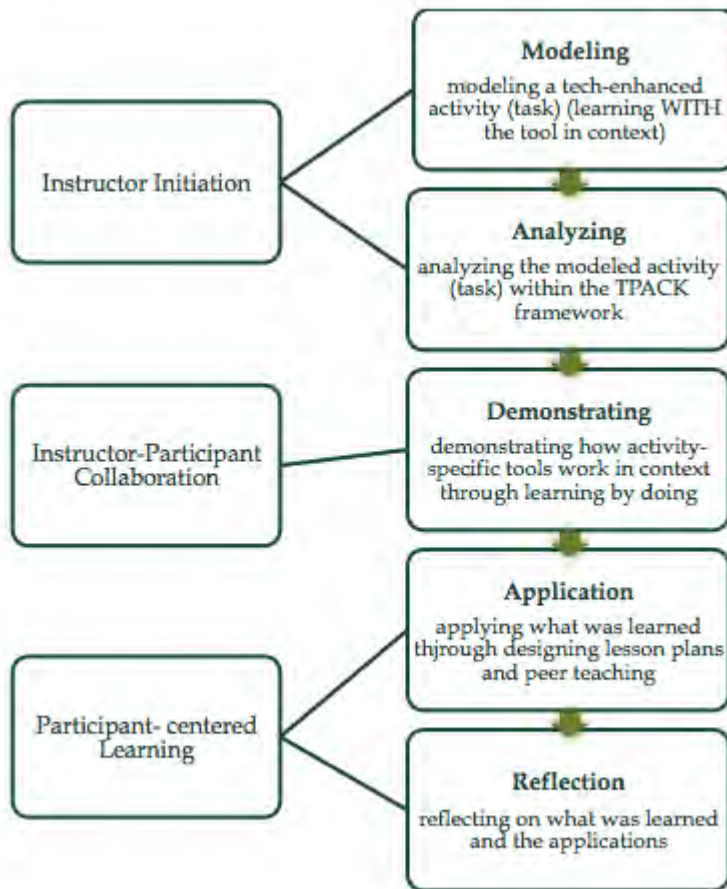 Modeling
modeling a tech-enhanced
activity (task) (learning WITH
the tool in context)
Instructor Initiation
Analyzing
analyzing the modeled activity
(task) within the TPACK
framework
Demonstrating
demonstrating how activity-
specific tools work in context
through learning by doing
Instructor-Participant
Collaboration
Application
applying what was learned
thjrough designing lesson plans
and peer teaching
Participant- centered
Learning
Reflection
reflecting on what was learned
and the applications